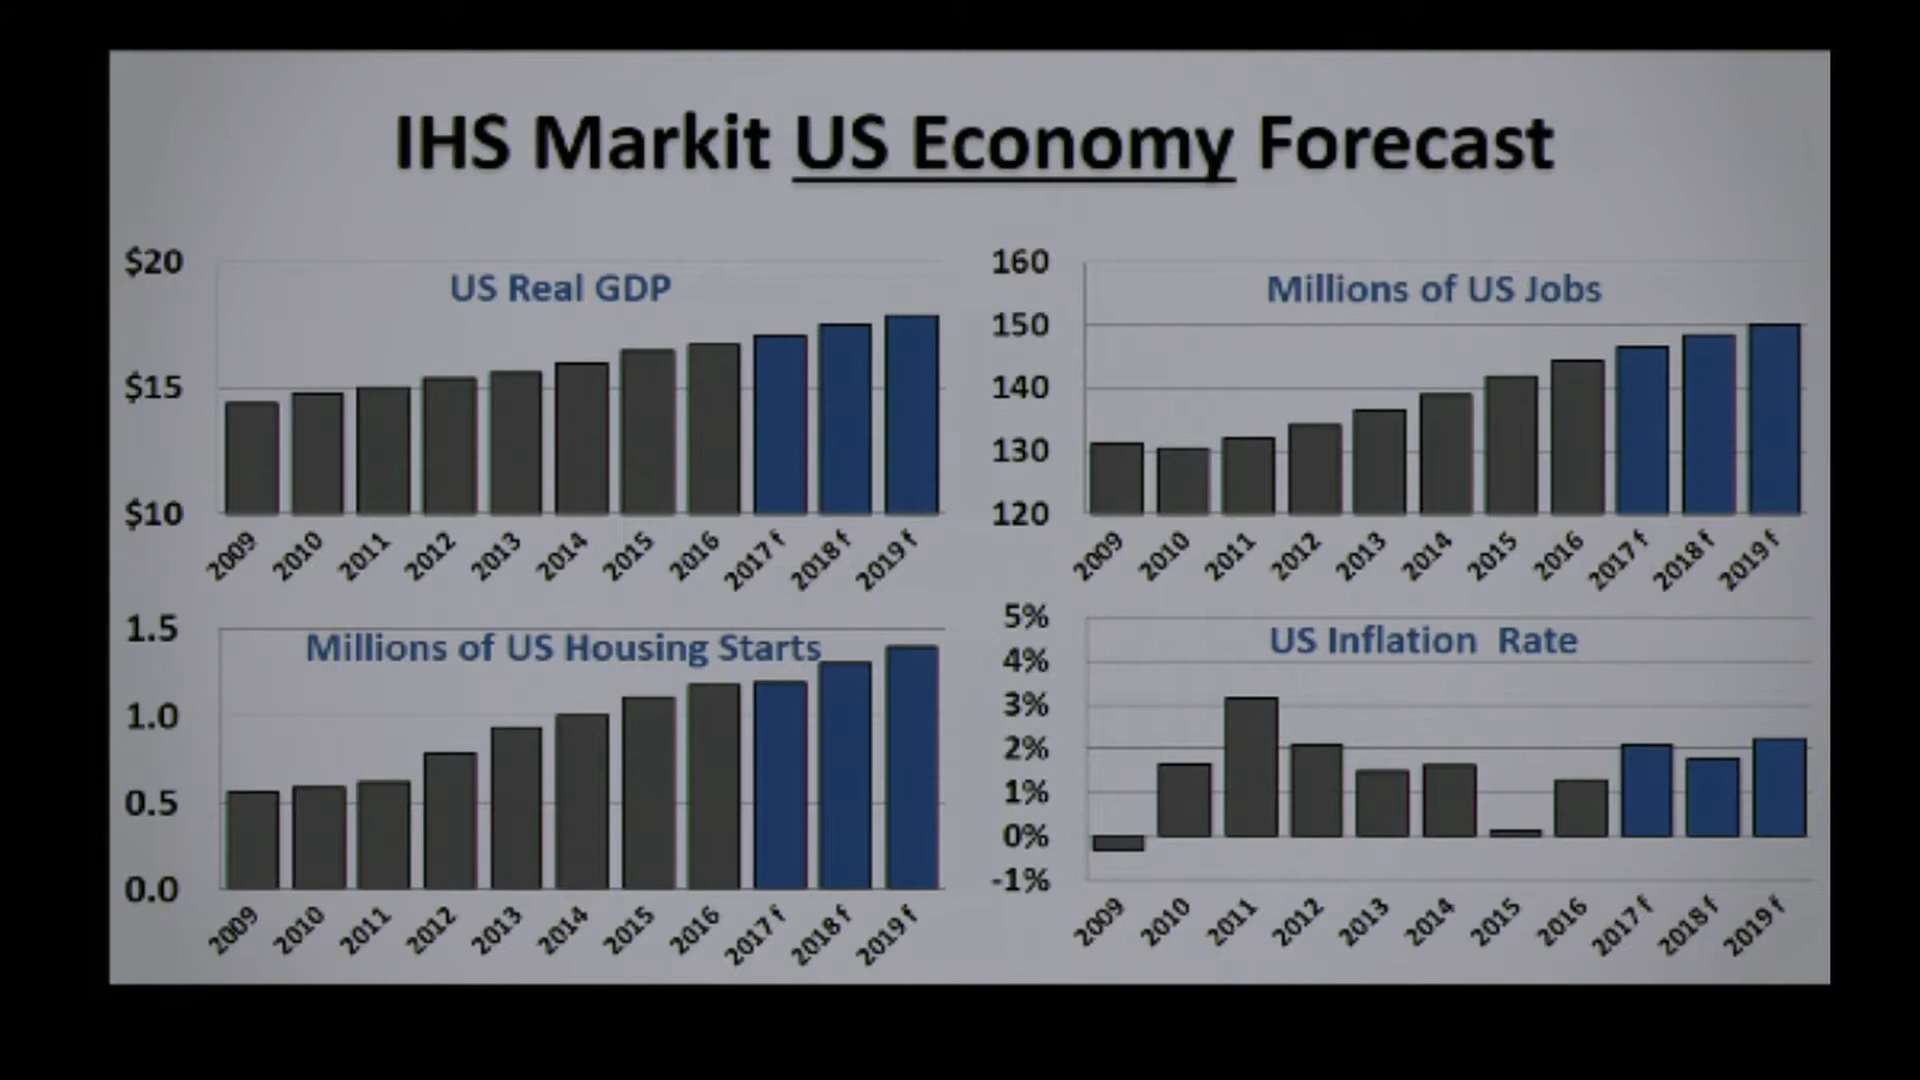 IHS Markit US Economy Forecast
US Real GDP
$20
$15
$10
2009 2010 2011 2012 2013 2014 2015 2016 2017 f 2018 f 2019 f
Millions of US Jobs
160
150
140
130
120
2009 2010 2011 2012 2013 2014 2015 2016 2017 f 2018 f 2019 f
Millions of US Housing Starts
1.5
1.0
0.5
0.0
2009 2010 2011 2012 2013 2014 2015 2016 2017 f 2018 f 2019 f
US Inflation Rate
5%
4%
3%
2%
1%
0%
-1%
2009 2010 2011 2012 2013 2014 2015 2016 2017 f 2018 f 2019 f